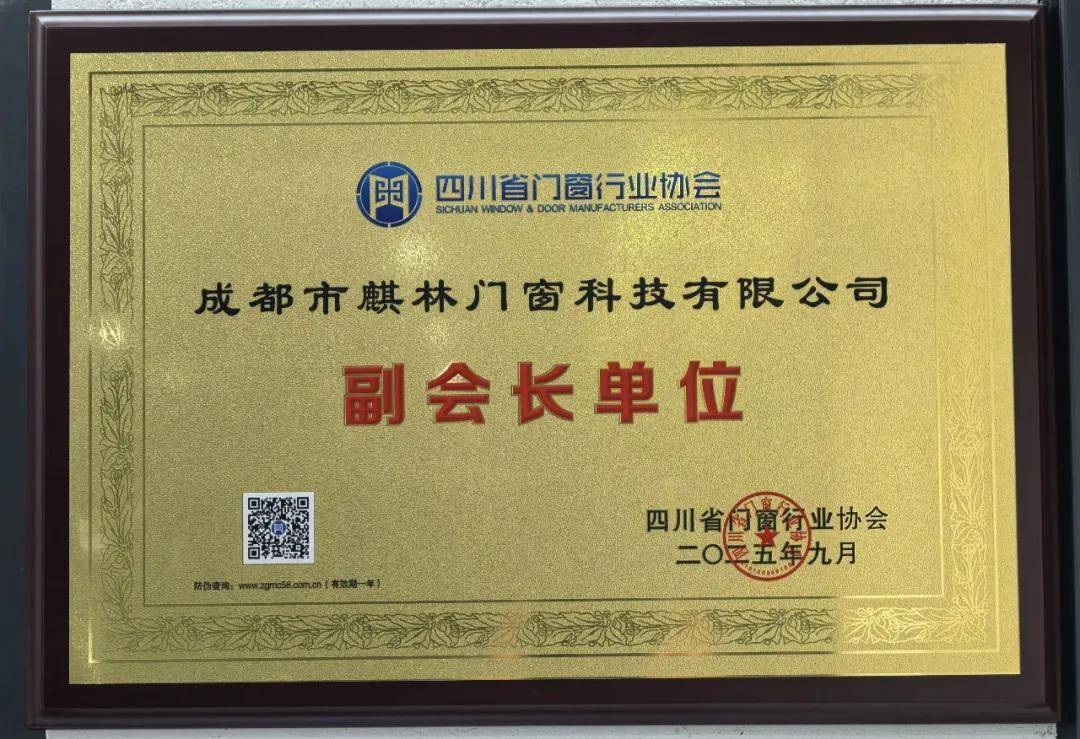 四川省门窗行业协会
SICHUAN WINDOW & DOOR MANUFACTURERS ASSOCIATION
成都市麒林门窗科技有限公司
副会长单位
四川省门窗行业协会
二〇二五年九月
防伪查询：www.zgmc58.com.cn（有效期一年）